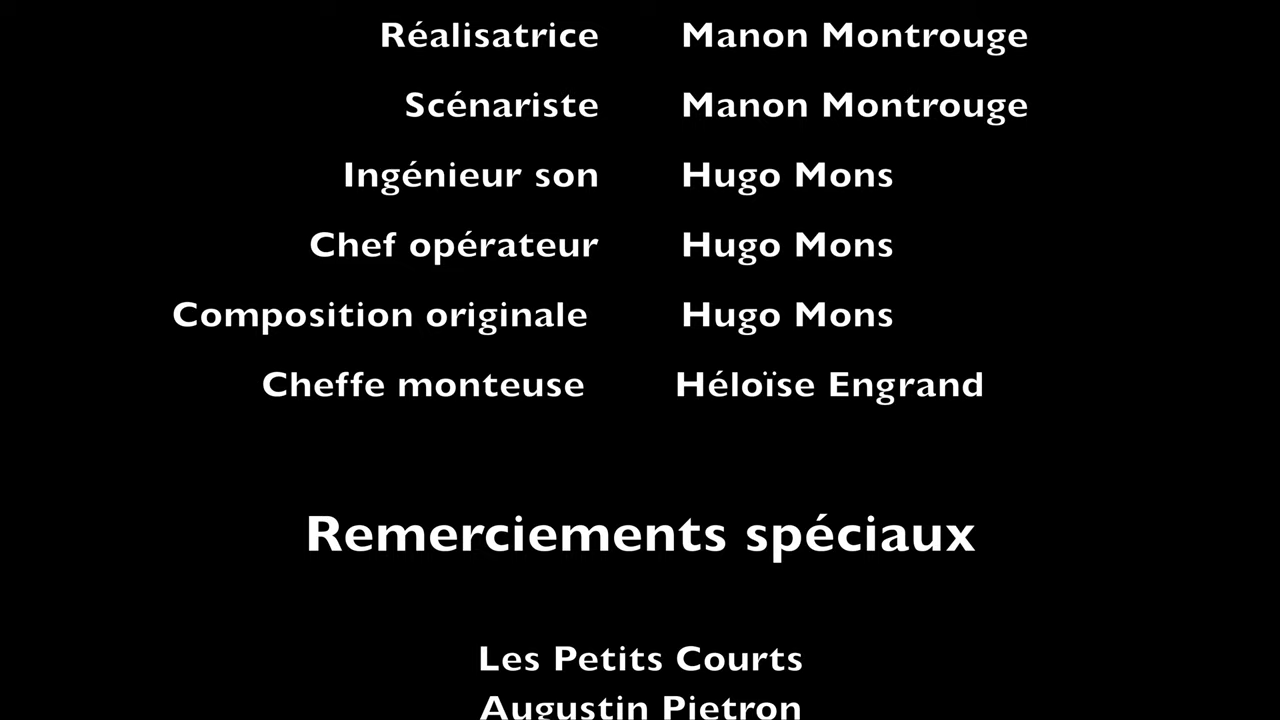 Réalisatrice Manon Montrouge
Scénariste Manon Montrouge
Ingénieur son Hugo Mons
Chef opérateur Hugo Mons
Composition originale Hugo Mons
Cheffe monteuse Héloïse Engrand
Remerciements spéciaux
Les Petits Courts
Augustin Pietron